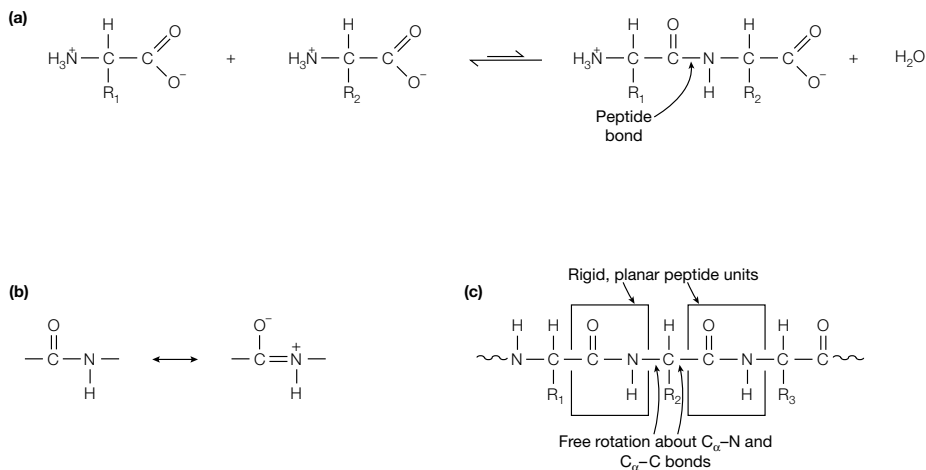 (a)
H H O H
O O O
H₃N⁺ C C + H₃N⁺ C C ⇌ H₃N⁺ C C N C C + H₂O
O⁻ O⁻ O⁻
R₁ R₂ R₁ H R₂
Peptide
bond
(b)
O O⁻
— C — N — ↔ — C = N⁺ —
H H
(c)
Rigid, planar peptide units
H H O H O H O
N — C — C — N — C — C — N — C — C
R₁ H R₂ H R₃
Free rotation about Cα–N and
Cα–C bonds